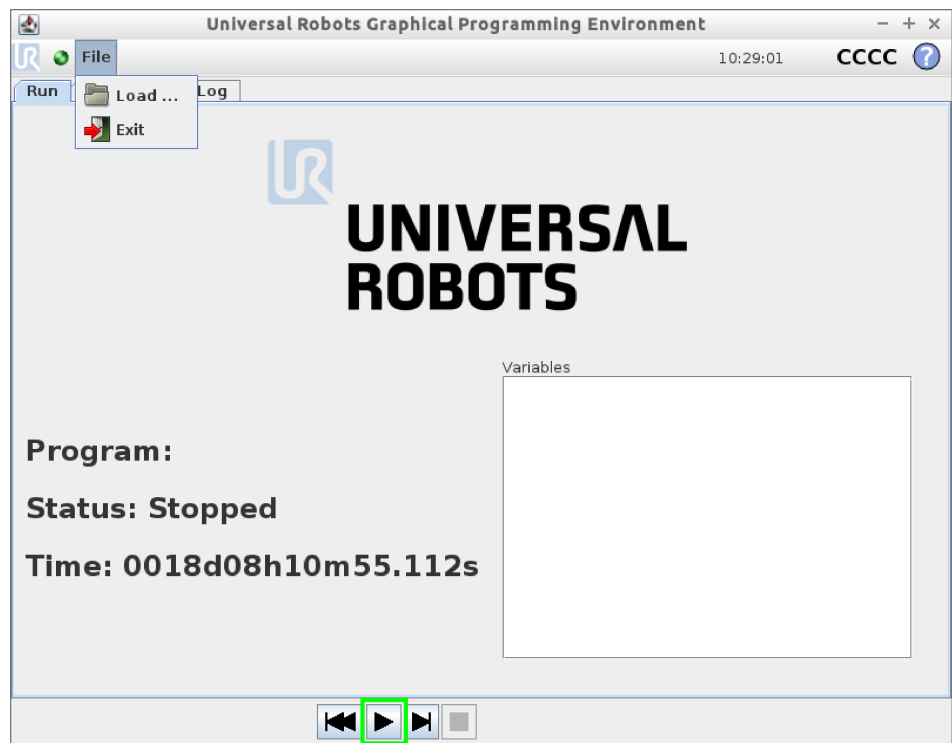 Universal Robots Graphical Programming Environment
File 10:29:01 CCCC ?
Run Log
Load ...
Exit
UR
UNIVERSAL
ROBOTS
Variables
Program:
Status: Stopped
Time: 0018d08h10m55.112s